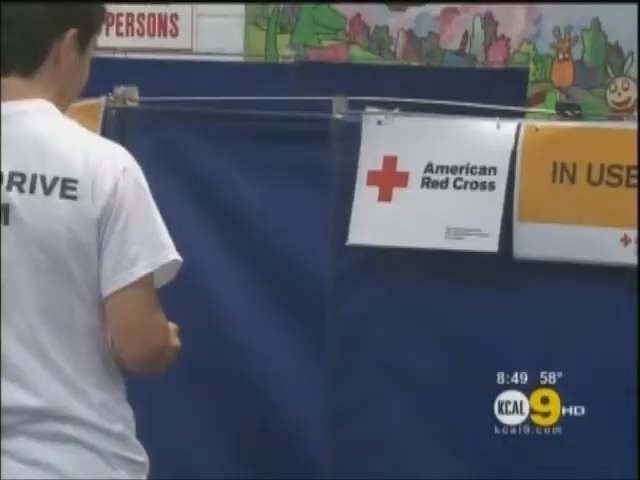 PERSONS
RIVE
American
Red Cross
IN USE
8:49 58°
KCAL 9 HD
kcal9.com